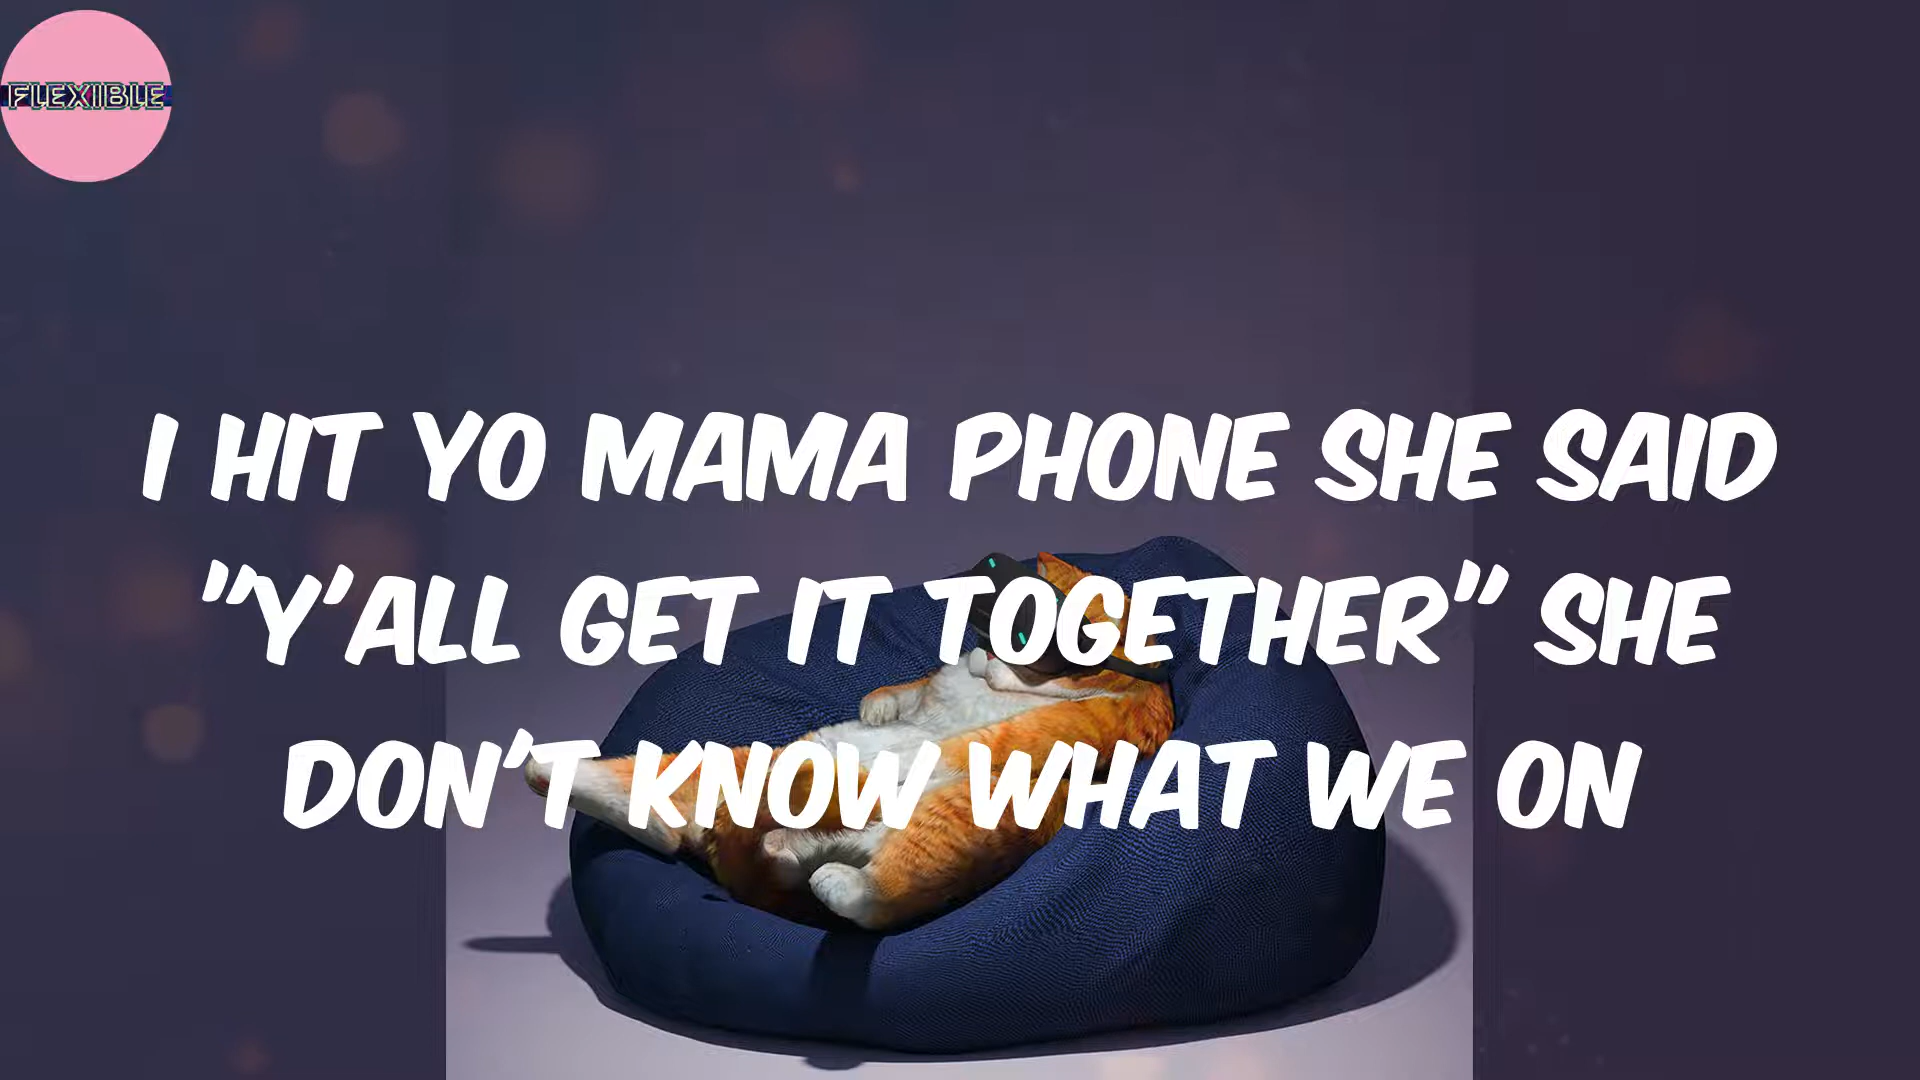 FLEXIBLE
I HIT YO MAMA PHONE SHE SAID
"Y'ALL GET IT TOGETHER" SHE
DON'T KNOW WHAT WE ON